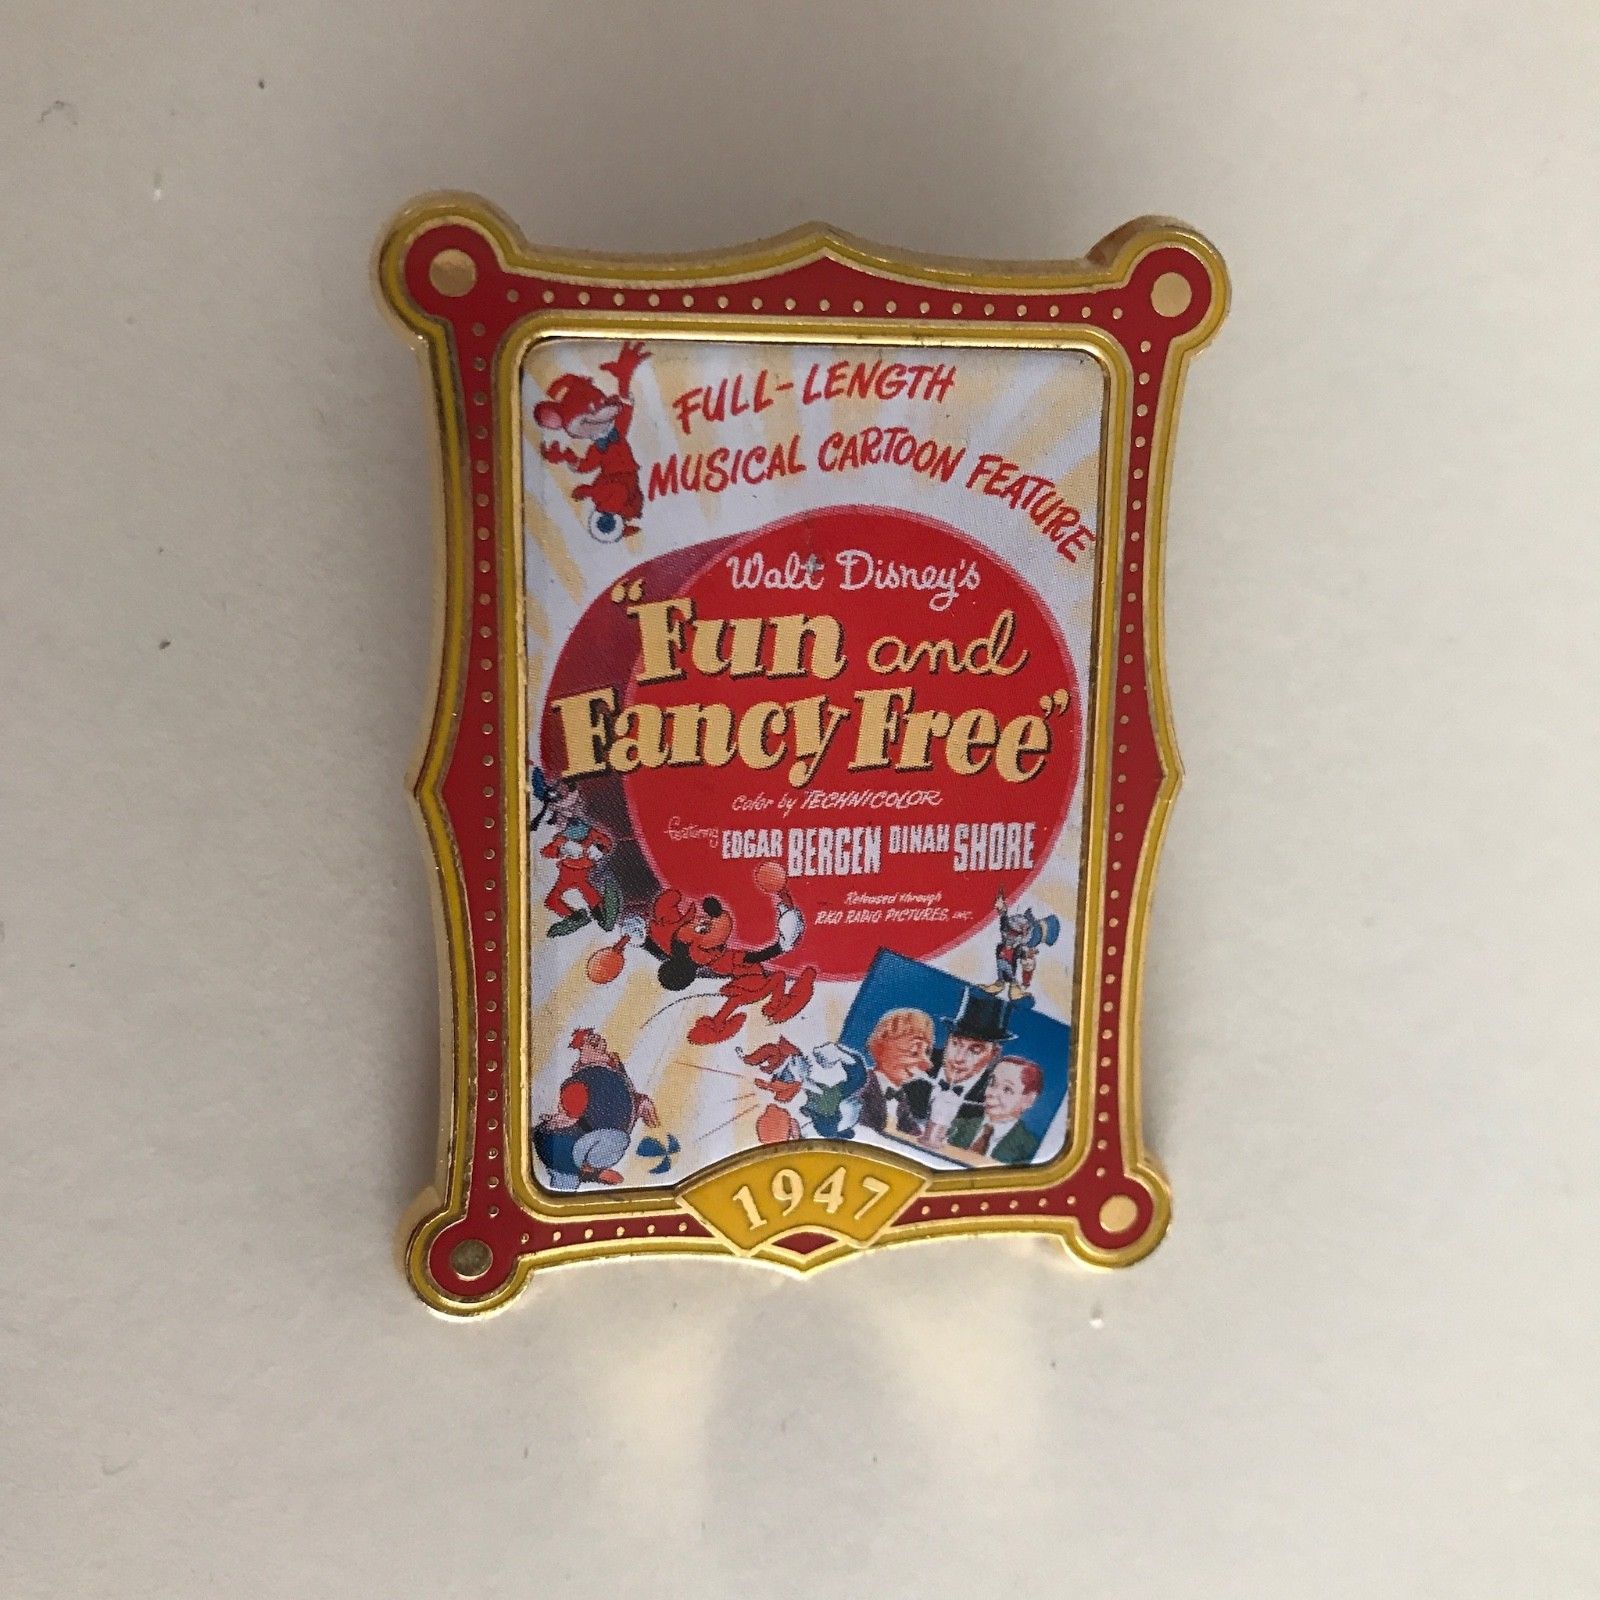 FULL-LENGTH
MUSICAL CARTOON FEATURE
Walt Disney's
"Fun and
Fancy Free"
Color by TECHNICOLOR
Featuring EDGAR BERGEN DINAH SHORE
Released through
RKO RADIO PICTURES, INC.
1947